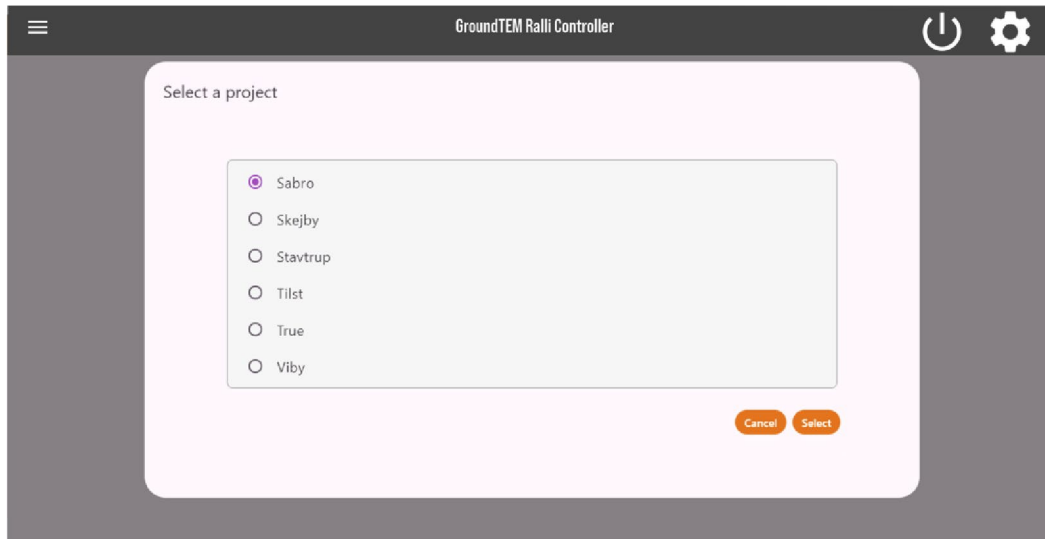 GroundTEM Ralli Controller
Select a project
Sabro
Skejby
Stavtrup
Tilst
True
Viby
Cancel Select